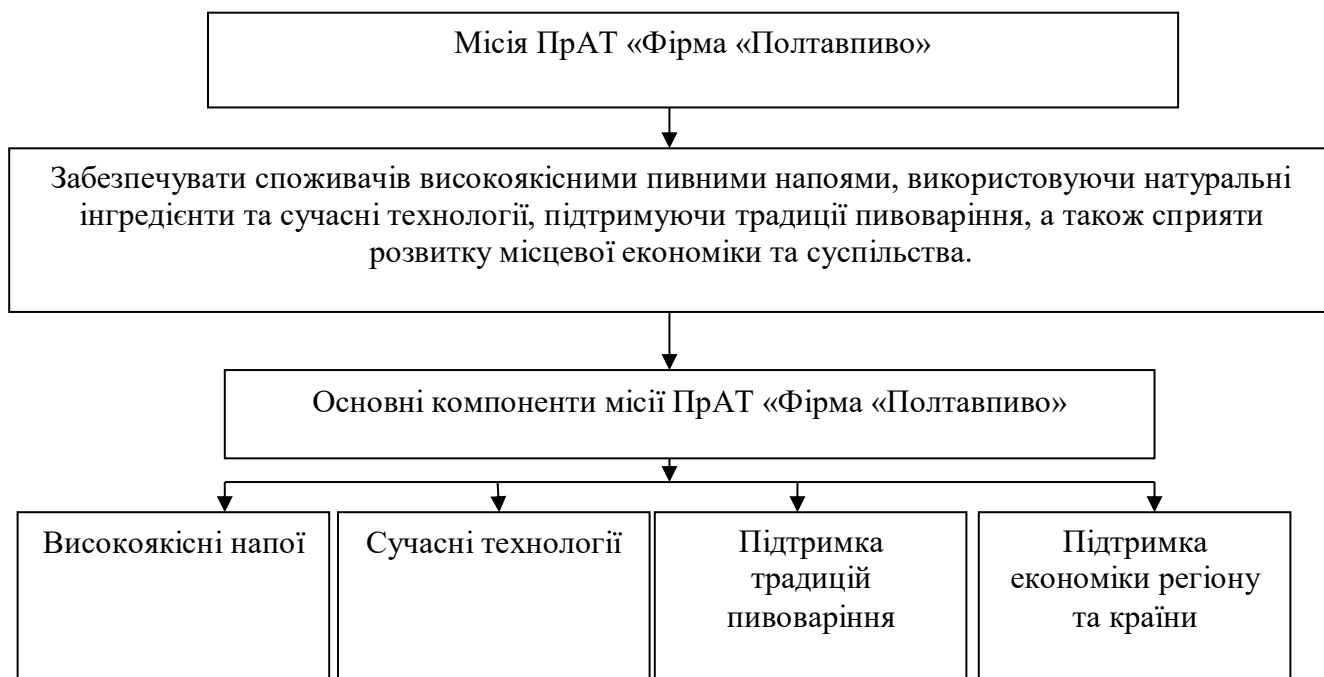 Місія ПрАТ «Фірма «Полтавпиво»
Забезпечувати споживачів високоякісними пивними напоями, використовуючи натуральні
інгредієнти та сучасні технології, підтримуючи традиції пивоваріння, а також сприяти
розвитку місцевої економіки та суспільства.
Основні компоненти місії ПрАТ «Фірма «Полтавпиво»
Високоякісні напої
Сучасні технології
Підтримка
традицій
пивоваріння
Підтримка
економіки регіону
та країни